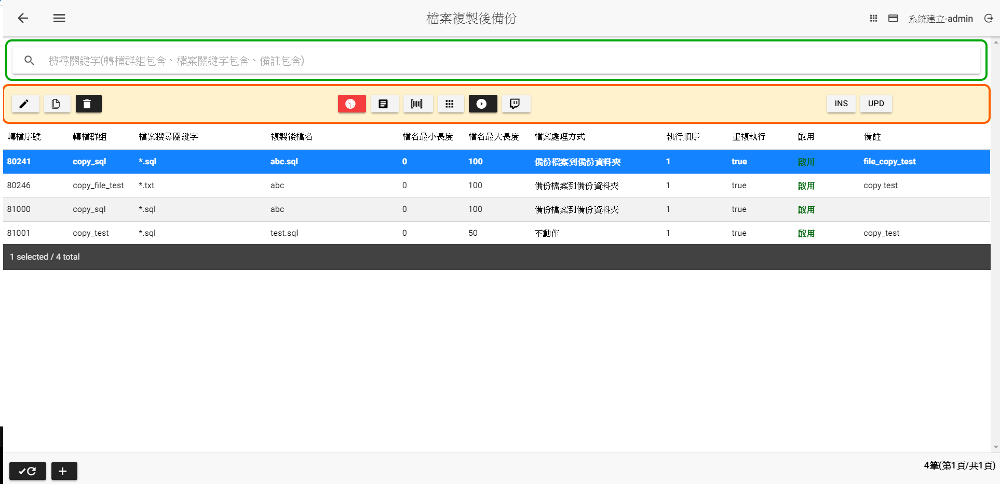 檔案複製後備份
系統建立-admin
搜尋關鍵字(轉檔群組包含、檔案關鍵字包含、備註包含)
INS UPD
轉檔序號 轉檔群組 檔案搜尋關鍵字 複製後檔名 檔名最小長度 檔名最大長度 檔案處理方式 執行順序 重複執行 啟用 備註
80241 copy_sql *.sql abc.sql 0 100 備份檔案到備份資料夾 1 true 啟用 file_copy_test
80246 copy_file_test *.txt abc 0 100 備份檔案到備份資料夾 1 true 啟用 copy test
81000 copy_sql *.sql abc 0 100 備份檔案到備份資料夾 1 true 啟用
81001 copy_test *.sql test.sql 0 50 不動作 1 true 啟用 copy_test
1 selected / 4 total
4筆(第1頁/共1頁)